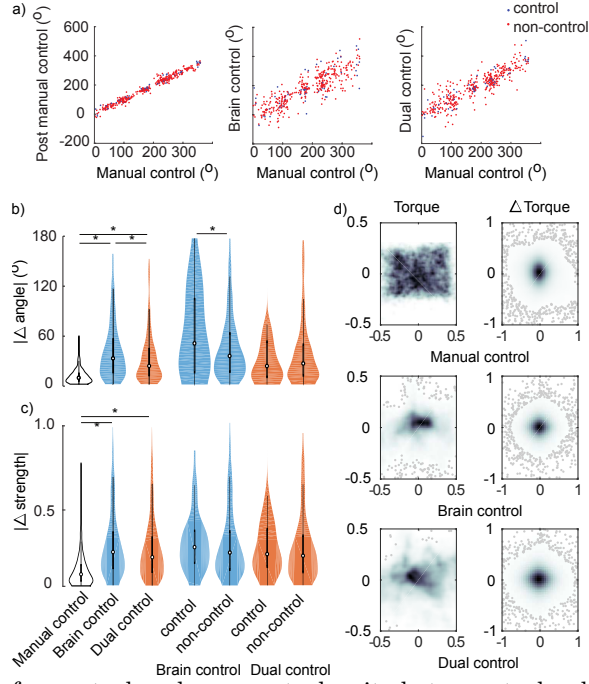 a)
control
non-control
Post manual control (°)
600
400
200
0
-200
0 100 200 300
Manual control (°)
Brain control (°)
0 100 200 300
Manual control (°)
Dual control (°)
0 100 200 300
Manual control (°)
b)
|Δ angle| (°)
180
120
60
0
* * *
*
*
c)
|Δ strength|
1.0
0.5
0
*
*
Manual control
Brain control
Dual control
control
non-control
control
non-control
Brain control Dual control
d)
Torque Δ Torque
0.5 1
0 0
-0.5 -1
-0.5 0 0.5 -1 0 1
Manual control
0.5 1
0 0
-0.5 -1
-0.5 0 0.5 -1 0 1
Brain control
0.5 1
0 0
-0.5 -1
-0.5 0 0.5 -1 0 1
Dual control